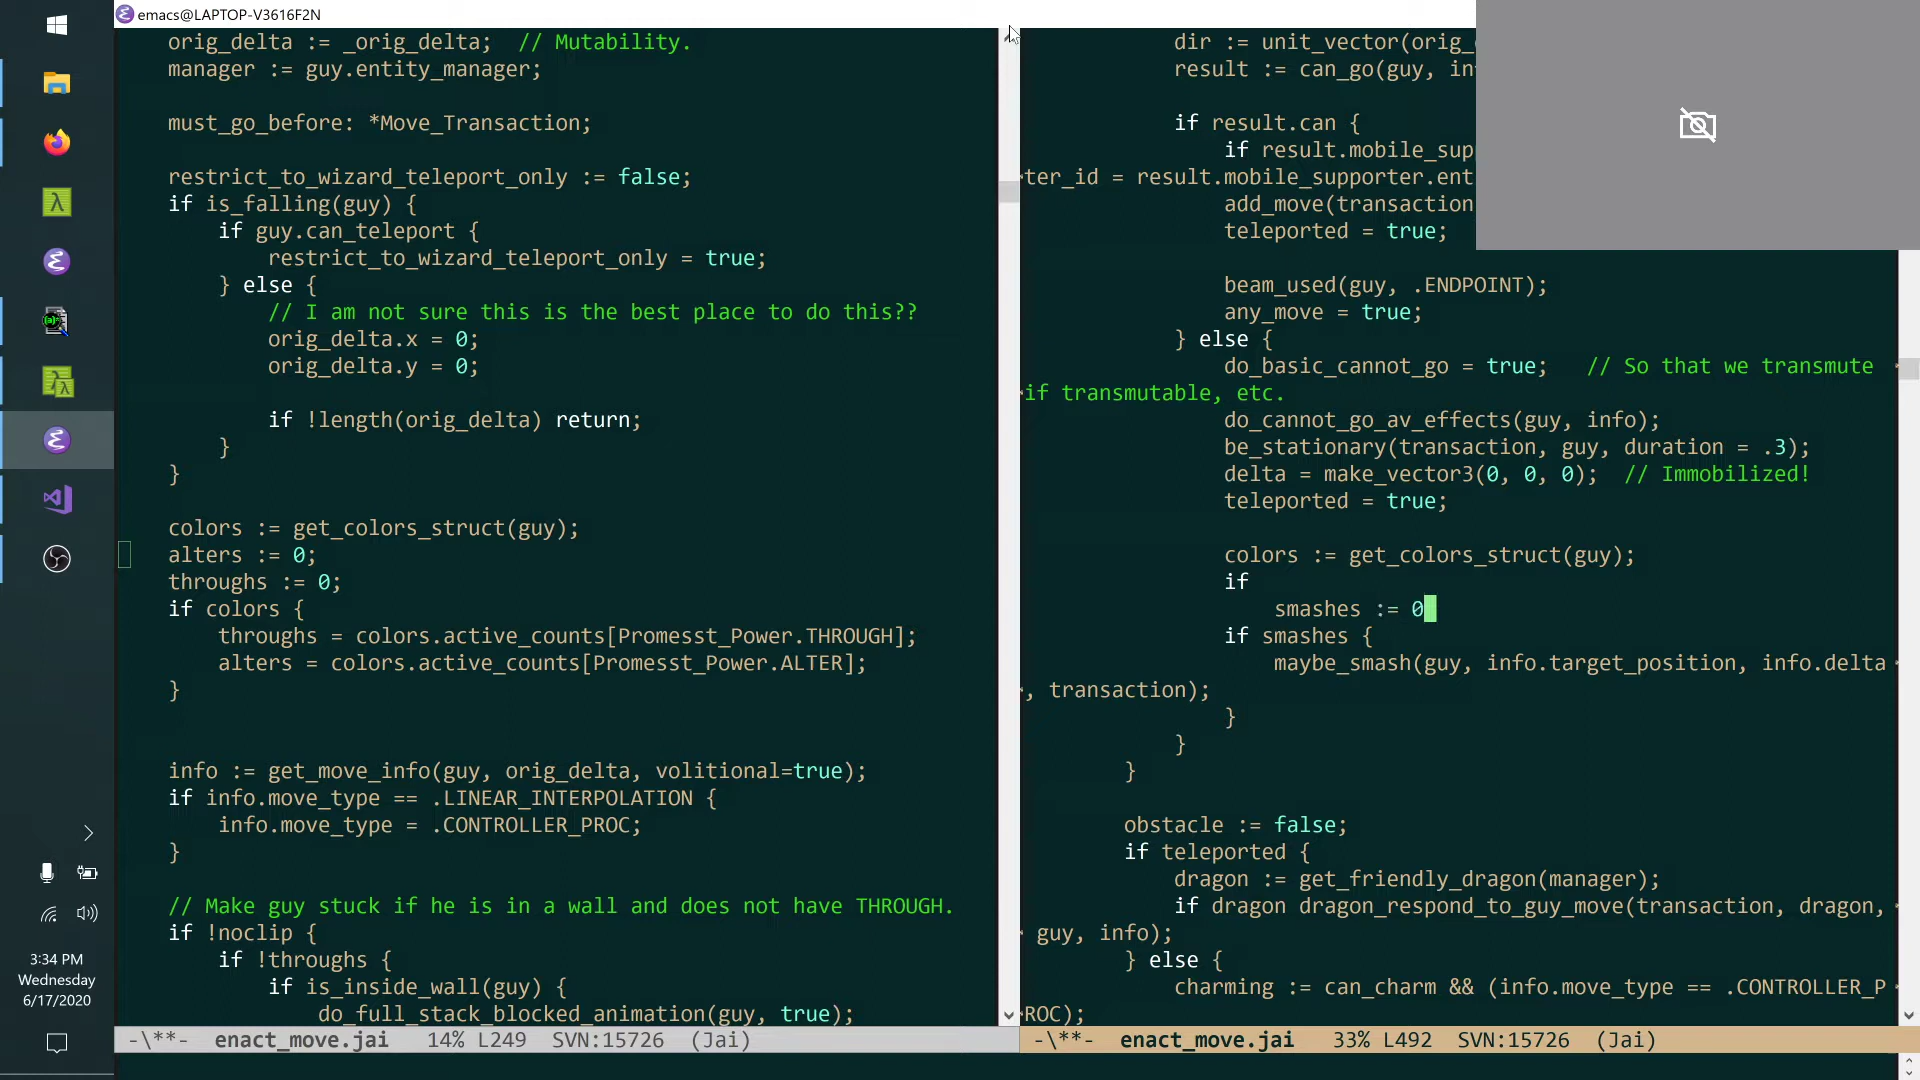 emacs@LAPTOP-V3616F2N
orig_delta := _orig_delta;  // Mutability.
manager := guy.entity_manager;
must_go_before: *Move_Transaction;
restrict_to_wizard_teleport_only := false;
if is_falling(guy) {
if guy.can_teleport {
restrict_to_wizard_teleport_only = true;
} else {
// I am not sure this is the best place to do this??
orig_delta.x = 0;
orig_delta.y = 0;
if !length(orig_delta) return;
}
}
colors := get_colors_struct(guy);
alters := 0;
throughs := 0;
if colors {
throughs = colors.active_counts[Promesst_Power.THROUGH];
alters = colors.active_counts[Promesst_Power.ALTER];
}
info := get_move_info(guy, orig_delta, volitional=true);
if info.move_type == .LINEAR_INTERPOLATION {
info.move_type = .CONTROLLER_PROC;
}
// Make guy stuck if he is in a wall and does not have THROUGH.
if !noclip {
if !throughs {
if is_inside_wall(guy) {
do_full_stack_blocked_animation(guy, true);
-\**-  enact_move.jai   14% L249  SVN:15726  (Jai)
dir := unit_vector(orig_
result := can_go(guy, in
if result.can {
if result.mobile_sup
ter_id = result.mobile_supporter.ent
add_move(transaction
teleported = true;
beam_used(guy, .ENDPOINT);
any_move = true;
} else {
do_basic_cannot_go = true;   // So that we transmute
if transmutable, etc.
do_cannot_go_av_effects(guy, info);
be_stationary(transaction, guy, duration = .3);
delta = make_vector3(0, 0, 0);  // Immobilized!
teleported = true;
colors := get_colors_struct(guy);
if
smashes := 0
if smashes {
maybe_smash(guy, info.target_position, info.delta
, transaction);
}
}
}
obstacle := false;
if teleported {
dragon := get_friendly_dragon(manager);
if dragon dragon_respond_to_guy_move(transaction, dragon,
guy, info);
} else {
charming := can_charm && (info.move_type == .CONTROLLER_P
ROC);
-\**-  enact_move.jai   33% L492  SVN:15726  (Jai)
3:34 PM
Wednesday
6/17/2020